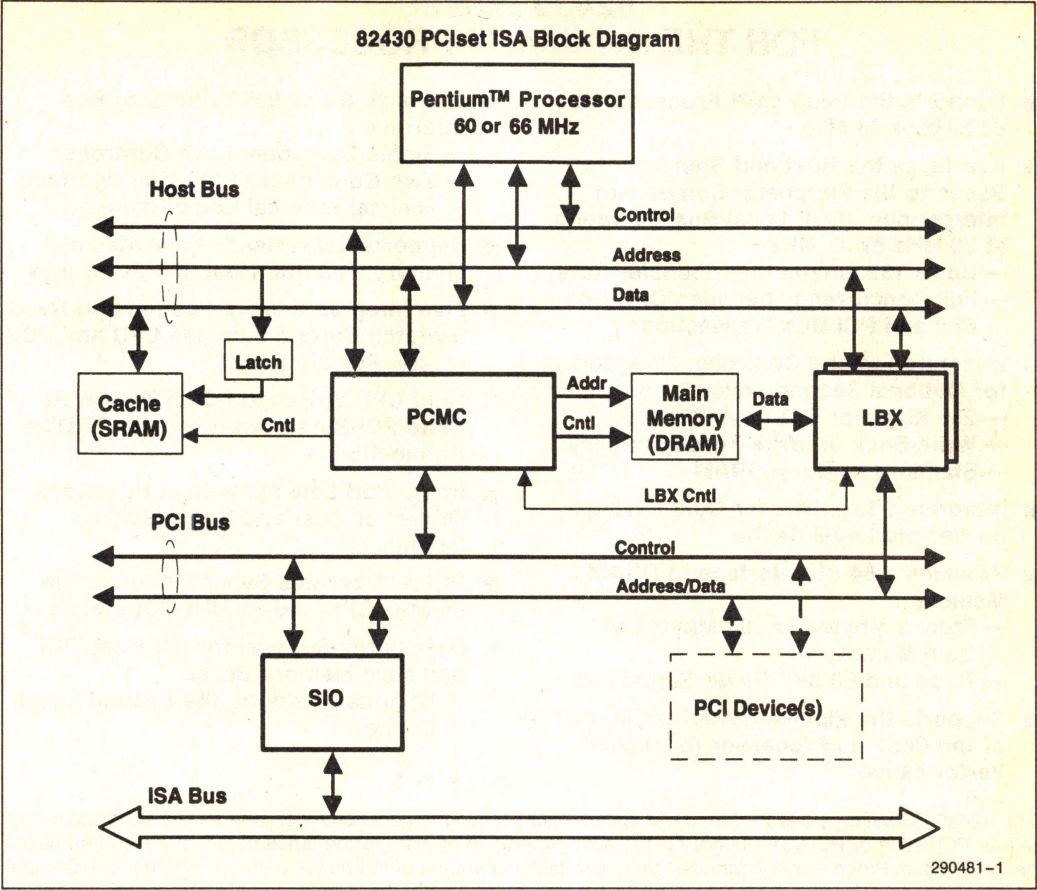 82430 PCIset ISA Block Diagram
Pentium™ Processor
60 or 66 MHz
Host Bus
Control
Address
Data
Latch
Cache
(SRAM)
Cntl
PCMC
Addr
Cntl
Main
Memory
(DRAM)
Data
LBX
LBX Cntl
PCI Bus
Control
Address/Data
SIO
PCI Device(s)
ISA Bus
290481-1